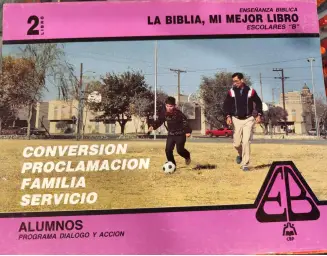 2
LIBRO
ENSEÑANZA BIBLICA
LA BIBLIA, MI MEJOR LIBRO
ESCOLARES "B"
CONVERSION
PROCLAMACION
FAMILIA
SERVICIO
EB
CBP
ALUMNOS
PROGRAMA DIALOGO Y ACCION